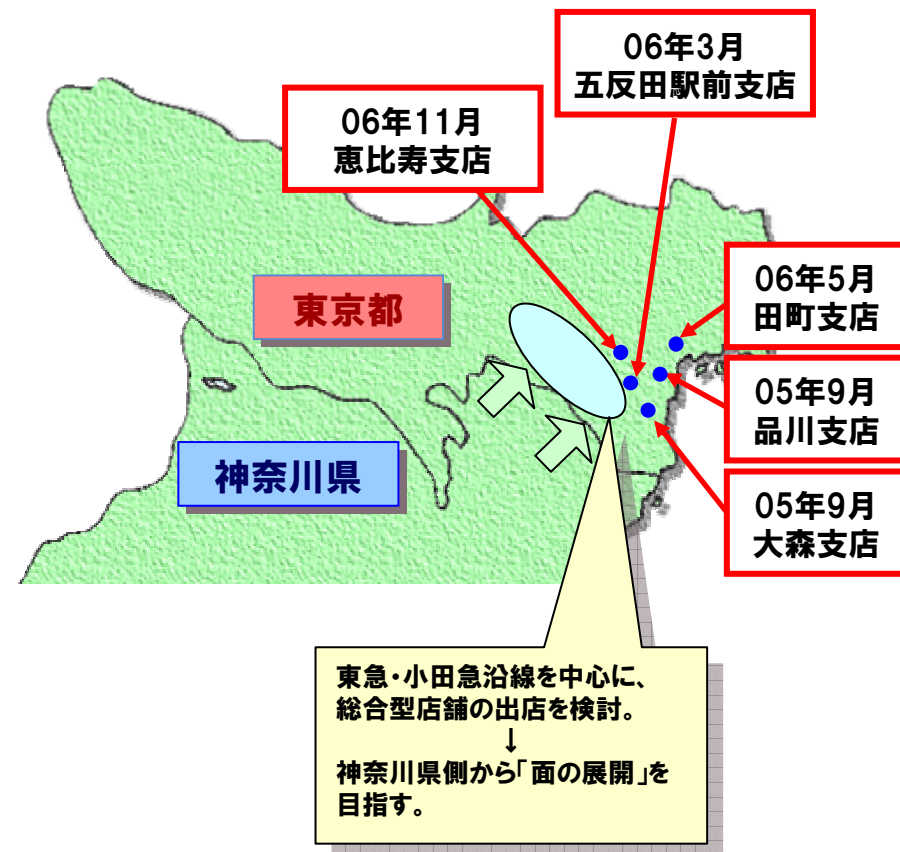 06年3月
五反田駅前支店
06年11月
恵比寿支店
06年5月
田町支店
東京都
05年9月
品川支店
神奈川県
05年9月
大森支店
東急・小田急沿線を中心に、
総合型店舗の出店を検討。
↓
神奈川県側から「面の展開」を
目指す。